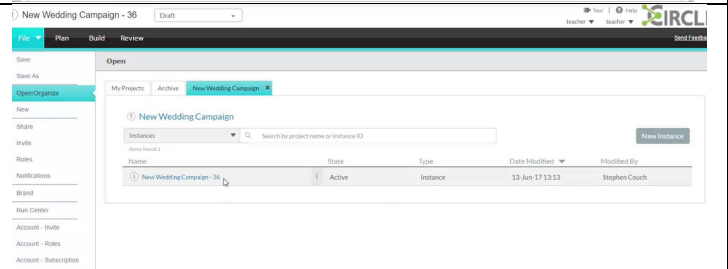 New Wedding Campaign - 36 Draft Tour | Help
teacher teacher CIRCL
File Plan Build Review Send Feedba
Save
Save As
Open/Organize
New
Share
Invite
Roles
Notifications
Brand
Run Center
Account - Invite
Account - Roles
Account - Subscription
Open
My Projects Archive New Wedding Campaign
T New Wedding Campaign
Instances Search by project name or instance ID New Instance
Items found 1
Name State Type Date Modified Modified By
I New Wedding Campaign - 36 Active Instance 13-Jun-17 13:13 Stephen Couch